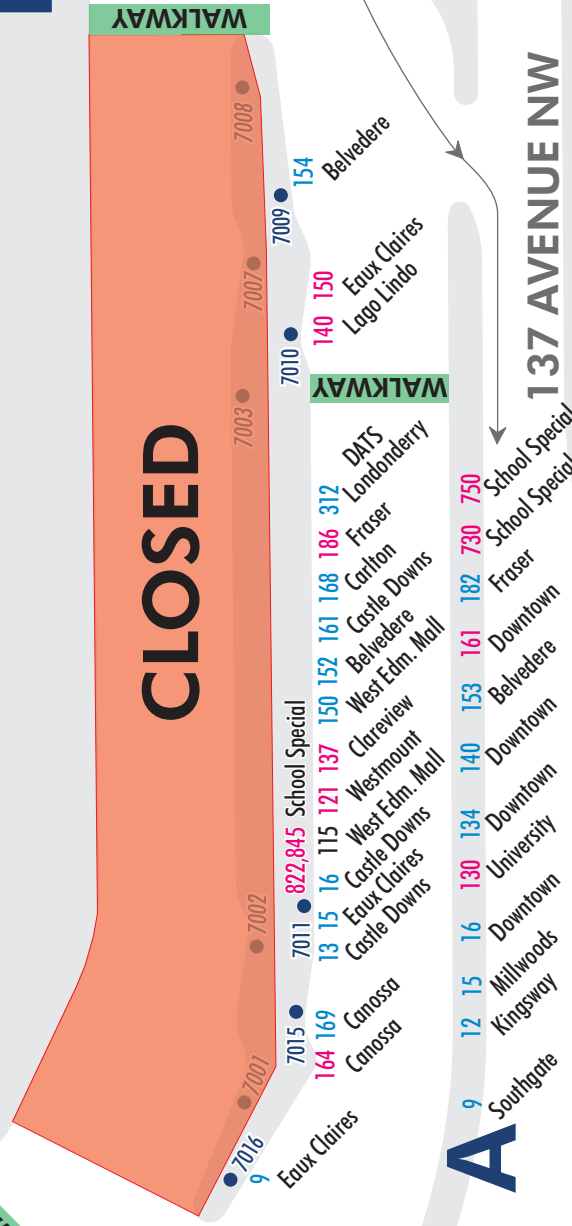 WALKWAY
7008
154
Belvedere
7009
7007
150 Eaux Claires
140 Lago Lindo
7010
137 AVENUE NW
7003
WALKWAY
CLOSED
DATS
312 Londonderry
186 Fraser
168 Carlton
161 Castle Downs
152 Belvedere
150 West Edm. Mall
137 Clareview
121 Westmount
115 West Edm. Mall
16 Castle Downs
15 Eaux Claires
13 Castle Downs
822,845 School Special
7011
7002
750 School Special
730 School Special
182 Fraser
161 Downtown
153 Belvedere
140 Downtown
134 Downtown
130 University
16 Downtown
15 Millwoods
12 Kingsway
9 Southgate
7015
169 Canossa
164 Canossa
7001
7016
9 Eaux Claires
A